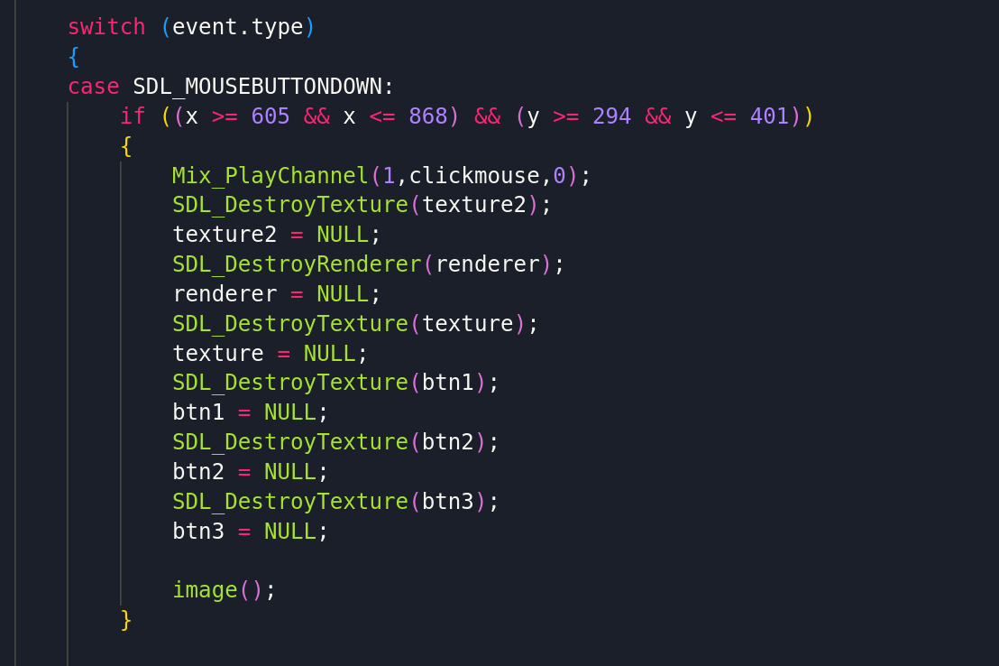 switch (event.type)
{
case SDL_MOUSEBUTTONDOWN:
if ((x >= 605 && x <= 868) && (y >= 294 && y <= 401))
{
Mix_PlayChannel(1,clickmouse,0);
SDL_DestroyTexture(texture2);
texture2 = NULL;
SDL_DestroyRenderer(renderer);
renderer = NULL;
SDL_DestroyTexture(texture);
texture = NULL;
SDL_DestroyTexture(btn1);
btn1 = NULL;
SDL_DestroyTexture(btn2);
btn2 = NULL;
SDL_DestroyTexture(btn3);
btn3 = NULL;
image();
}